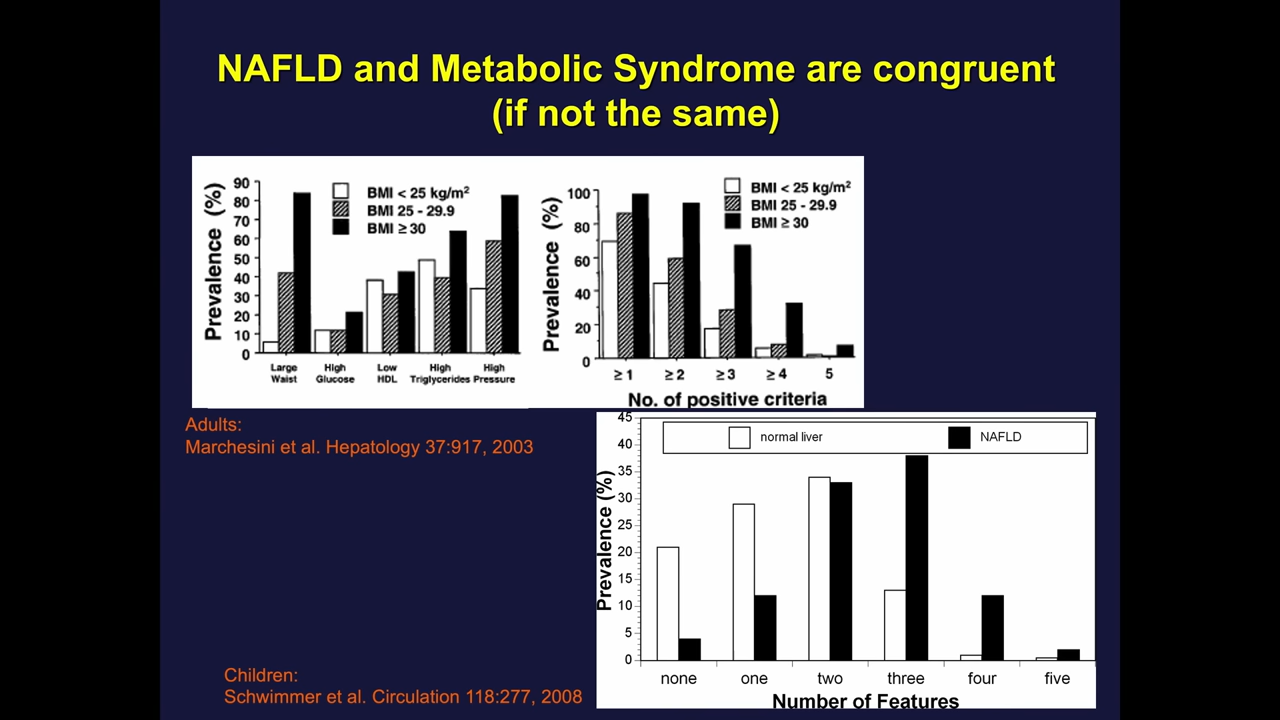 NAFLD and Metabolic Syndrome are congruent
(if not the same)
Prevalence (%)
90
80
70
60
50
40
30
20
10
0
BMI < 25 kg/m²
BMI 25 - 29.9
BMI ≥ 30
Large Waist
High Glucose
Low HDL
High Triglycerides
High Pressure
Prevalence (%)
100
80
60
40
20
0
BMI < 25 kg/m²
BMI 25 - 29.9
BMI ≥ 30
≥ 1 ≥ 2 ≥ 3 ≥ 4 5
No. of positive criteria
Adults:
Marchesini et al. Hepatology 37:917, 2003
Prevalence (%)
45
40
35
30
25
20
15
10
5
0
normal liver NAFLD
none one two three four five
Number of Features
Children:
Schwimmer et al. Circulation 118:277, 2008